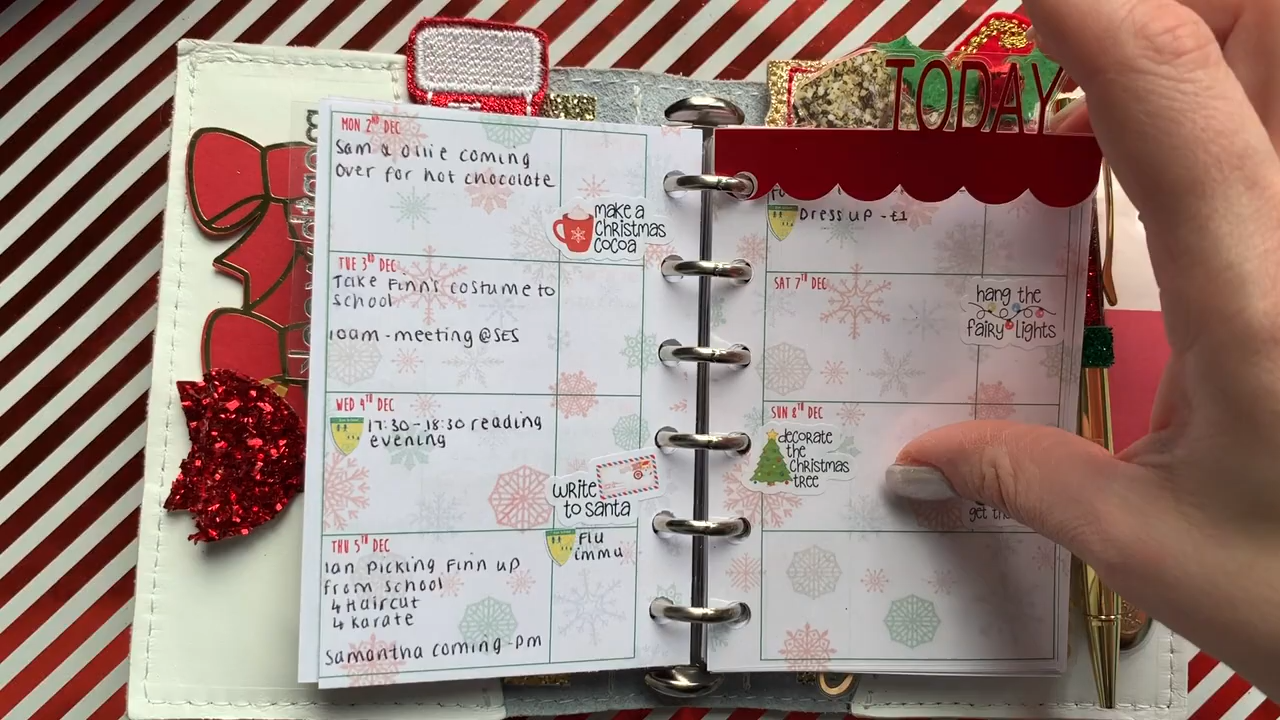 MON 2ND DEC
Sam & Ollie coming
over for hot chocolate
make a
christmas
cocoa
TUE 3RD DEC
Take Finn's costume to
school
10am - meeting @SES
WED 4TH DEC
17:30 - 18:30 reading
evening
write
to santa
THU 5TH DEC
Ian picking Finn up
from school
↳ Haircut
↳ Karate
Samantha coming - pm
Flu
immu
TODAY
Dress up - £1
SAT 7TH DEC
hang the
fairy lights
SUN 8TH DEC
decorate
the
christmas
tree
get the